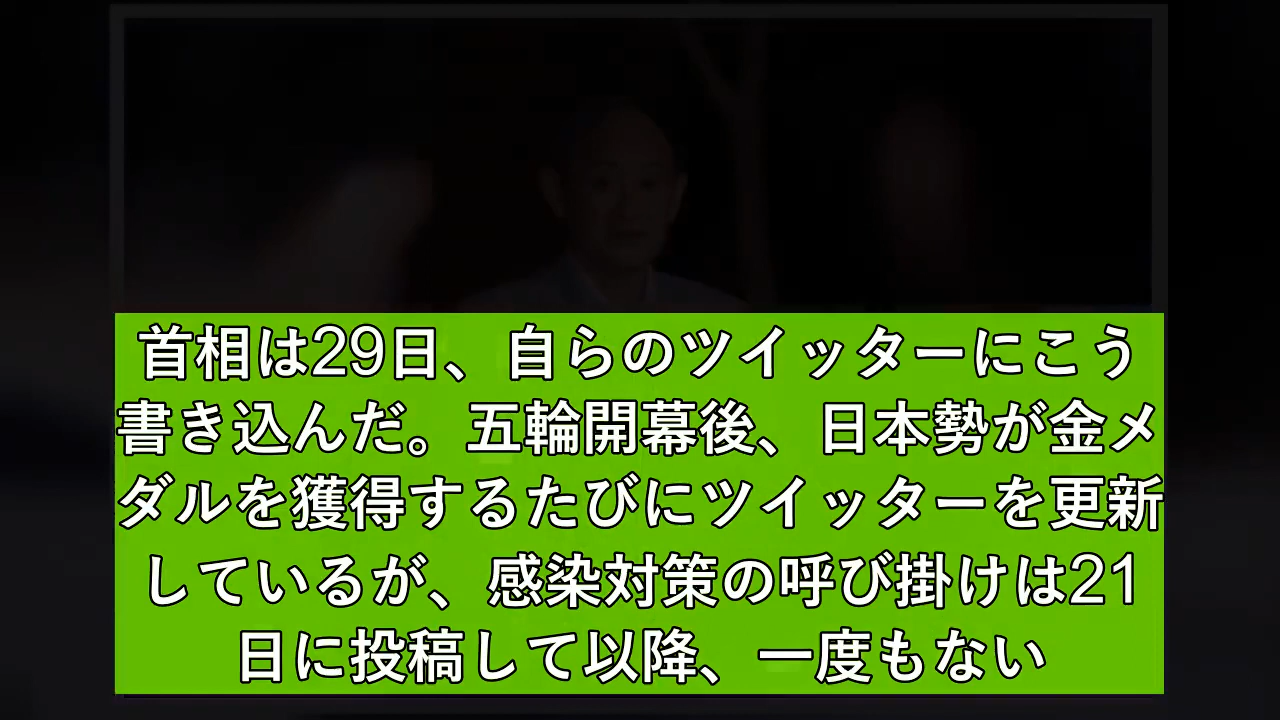 首相は29日、自らのツイッターにこう
書き込んだ。五輪開幕後、日本勢が金メ
ダルを獲得するたびにツイッターを更新
しているが、感染対策の呼び掛けは21
日に投稿して以降、一度もない